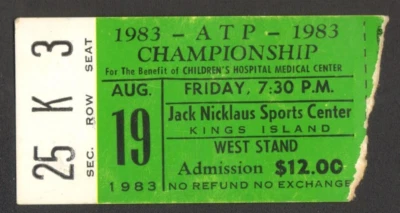 SEC. ROW SEAT
25 K 3
1983 - ATP - 1983
CHAMPIONSHIP
For The Benefit of CHILDREN'S HOSPITAL MEDICAL CENTER
AUG.
19
1983
FRIDAY, 7:30 P.M.
Jack Nicklaus Sports Center
KINGS ISLAND
WEST STAND
Admission $12.00
NO REFUND NO EXCHANGE